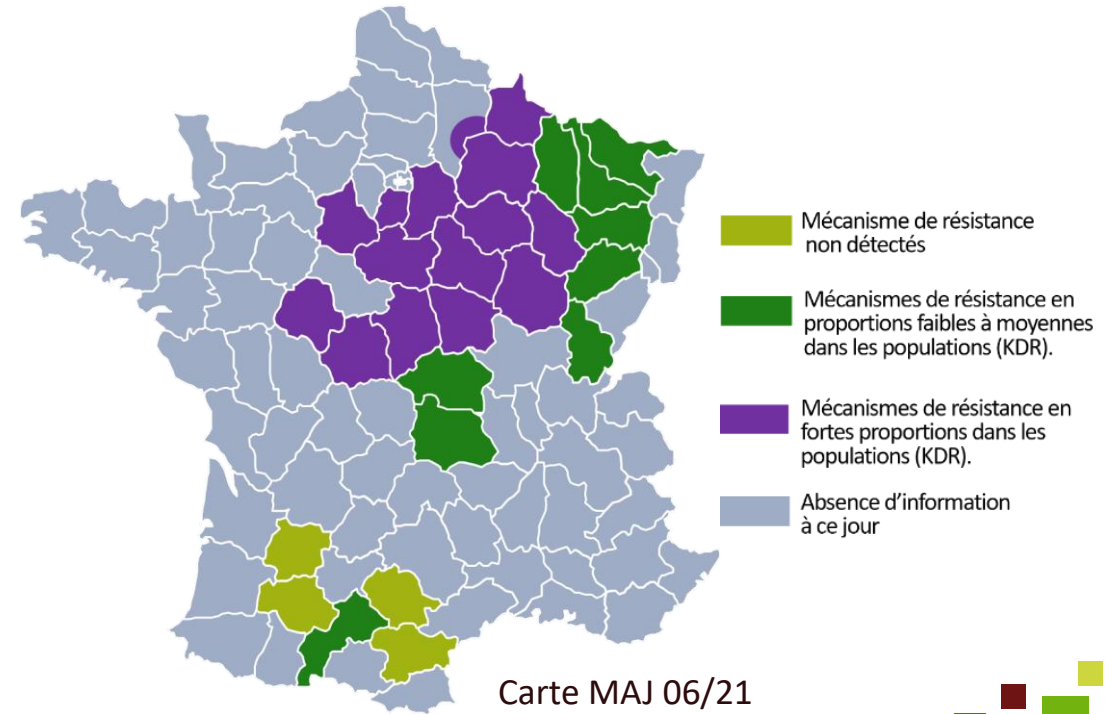 Mécanisme de résistance
non détectés
Mécanismes de résistance en
proportions faibles à moyennes
dans les populations (KDR).
Mécanismes de résistance en
fortes proportions dans les
populations (KDR).
Absence d'information
à ce jour
Carte MAJ 06/21